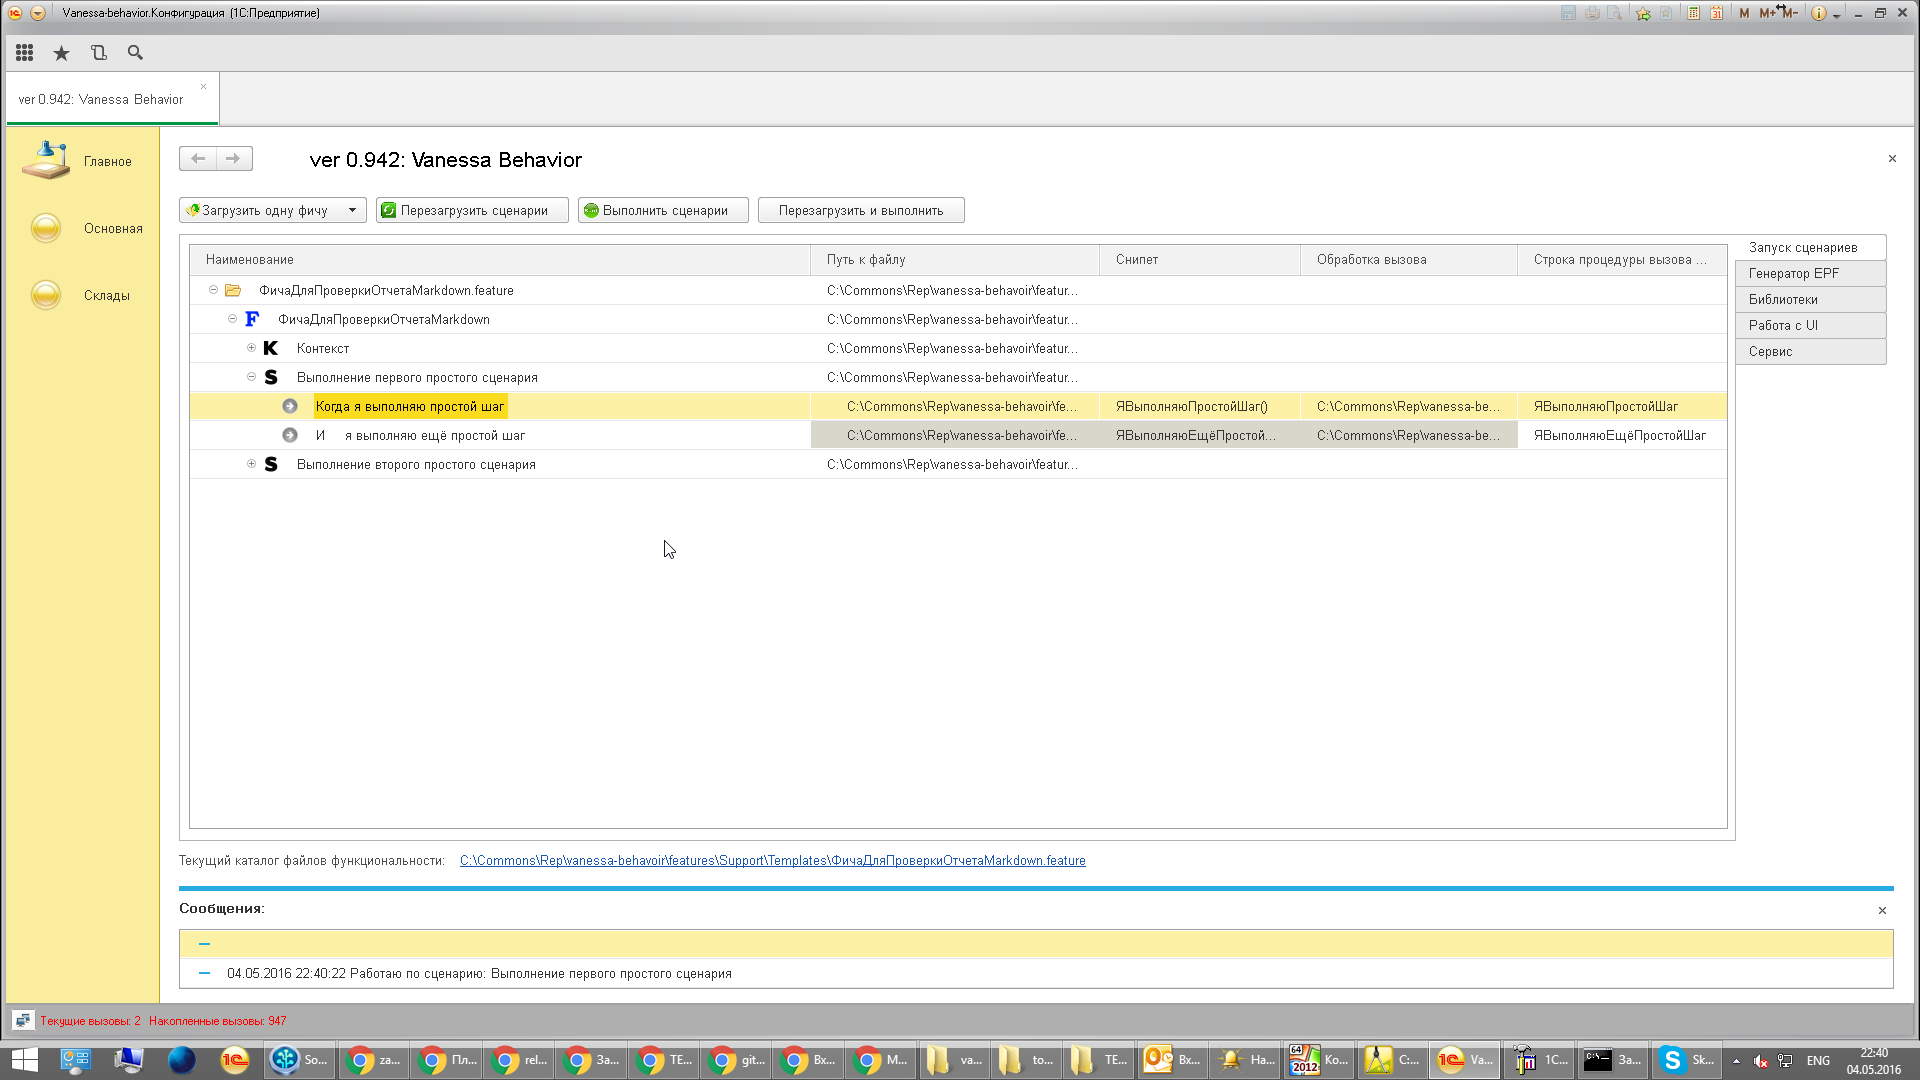 Vanessa-behavior.Конфигурация (1С:Предприятие)
M M+ M-
ver 0.942: Vanessa Behavior
Главное
Основная
Склады
ver 0.942: Vanessa Behavior
Загрузить одну фичу
Перезагрузить сценарии
Выполнить сценарии
Перезагрузить и выполнить
Наименование Путь к файлу Снипет Обработка вызова Строка процедуры вызова ...
ФичаДляПроверкиОтчетаMarkdown.feature C:\Commons\Rep\vanessa-behavoir\featur...
F ФичаДляПроверкиОтчетаMarkdown C:\Commons\Rep\vanessa-behavoir\featur...
K Контекст C:\Commons\Rep\vanessa-behavoir\featur...
S Выполнение первого простого сценария C:\Commons\Rep\vanessa-behavoir\featur...
Когда я выполняю простой шаг C:\Commons\Rep\vanessa-behavoir\fe... ЯВыполняюПростойШаг() C:\Commons\Rep\vanessa-be... ЯВыполняюПростойШаг
И я выполняю ещё простой шаг C:\Commons\Rep\vanessa-behavoir\fe... ЯВыполняюЕщёПростой... C:\Commons\Rep\vanessa-be... ЯВыполняюЕщёПростойШаг
S Выполнение второго простого сценария C:\Commons\Rep\vanessa-behavoir\featur...
Запуск сценариев
Генератор EPF
Библиотеки
Работа с UI
Сервис
Текущий каталог файлов функциональности: C:\Commons\Rep\vanessa-behavoir\features\Support\Templates\ФичаДляПроверкиОтчетаMarkdown.feature
Сообщения:
04.05.2016 22:40:22 Работаю по сценарию: Выполнение первого простого сценария
Текущие вызовы: 2 Накопленные вызовы: 947
So... za... Пл... rel... За... ТЕ... git... Вх... М... va... to... ТЕ... Вх... На... Ко... C:... Va... 1С... За... Sk... ENG
64
2012
22:40
04.05.2016